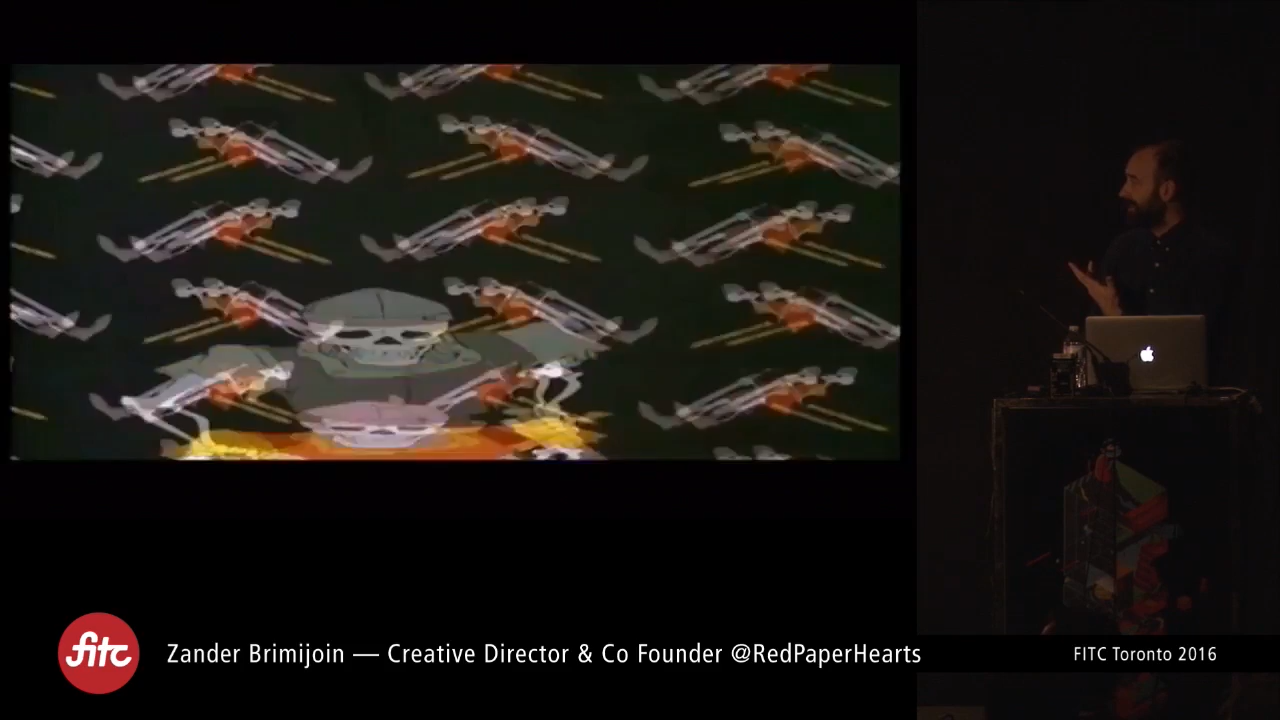 fitc
Zander Brimijoin — Creative Director & Co Founder @RedPaperHearts
FITC Toronto 2016